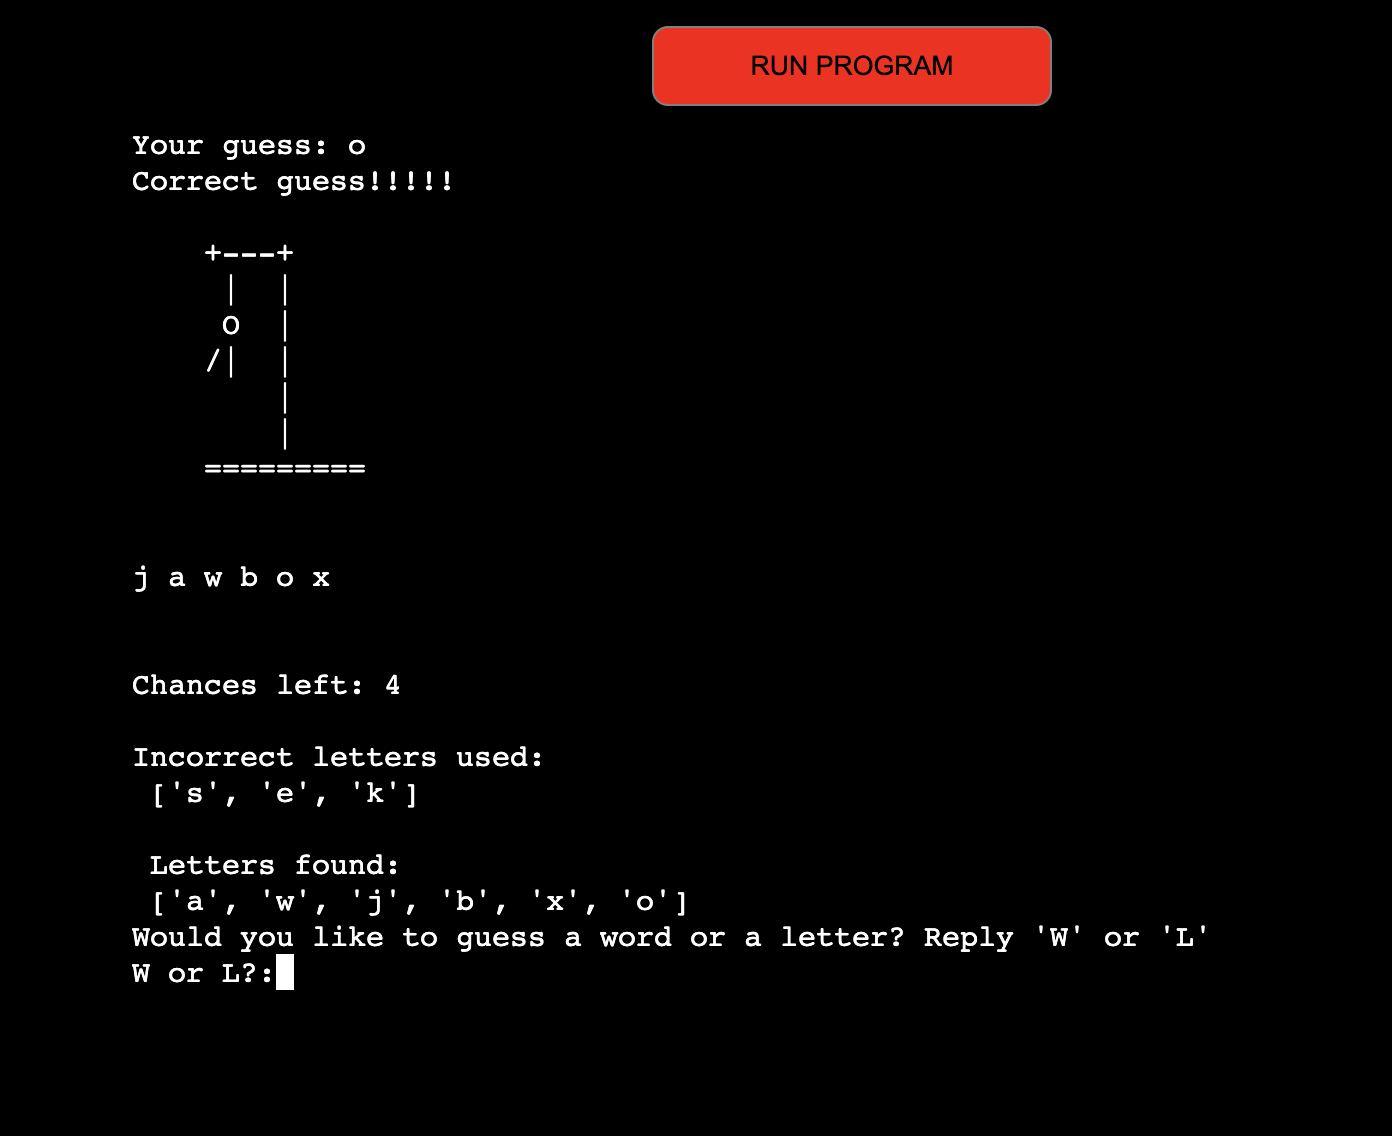 RUN PROGRAM
Your guess: o
Correct guess!!!!!
    +---+
     |  |
     O  |
    /|  |
        |
        |
    =========
j a w b o x
Chances left: 4
Incorrect letters used:
 ['s', 'e', 'k']
 Letters found:
 ['a', 'w', 'j', 'b', 'x', 'o']
Would you like to guess a word or a letter? Reply 'W' or 'L'
W or L?: